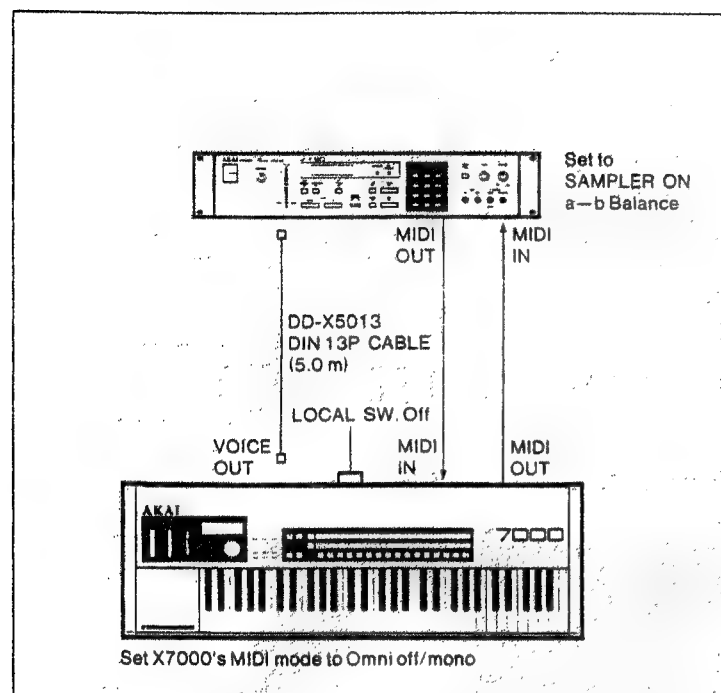 AKAI
Set to
SAMPLER ON
a—b Balance
MIDI
OUT
MIDI
IN
DD-X5013
DIN 13P CABLE
(5.0 m)
LOCAL SW. Off
VOICE
OUT
MIDI
IN
MIDI
OUT
AKAI
7000
Set X7000's MIDI mode to Omni off/mono